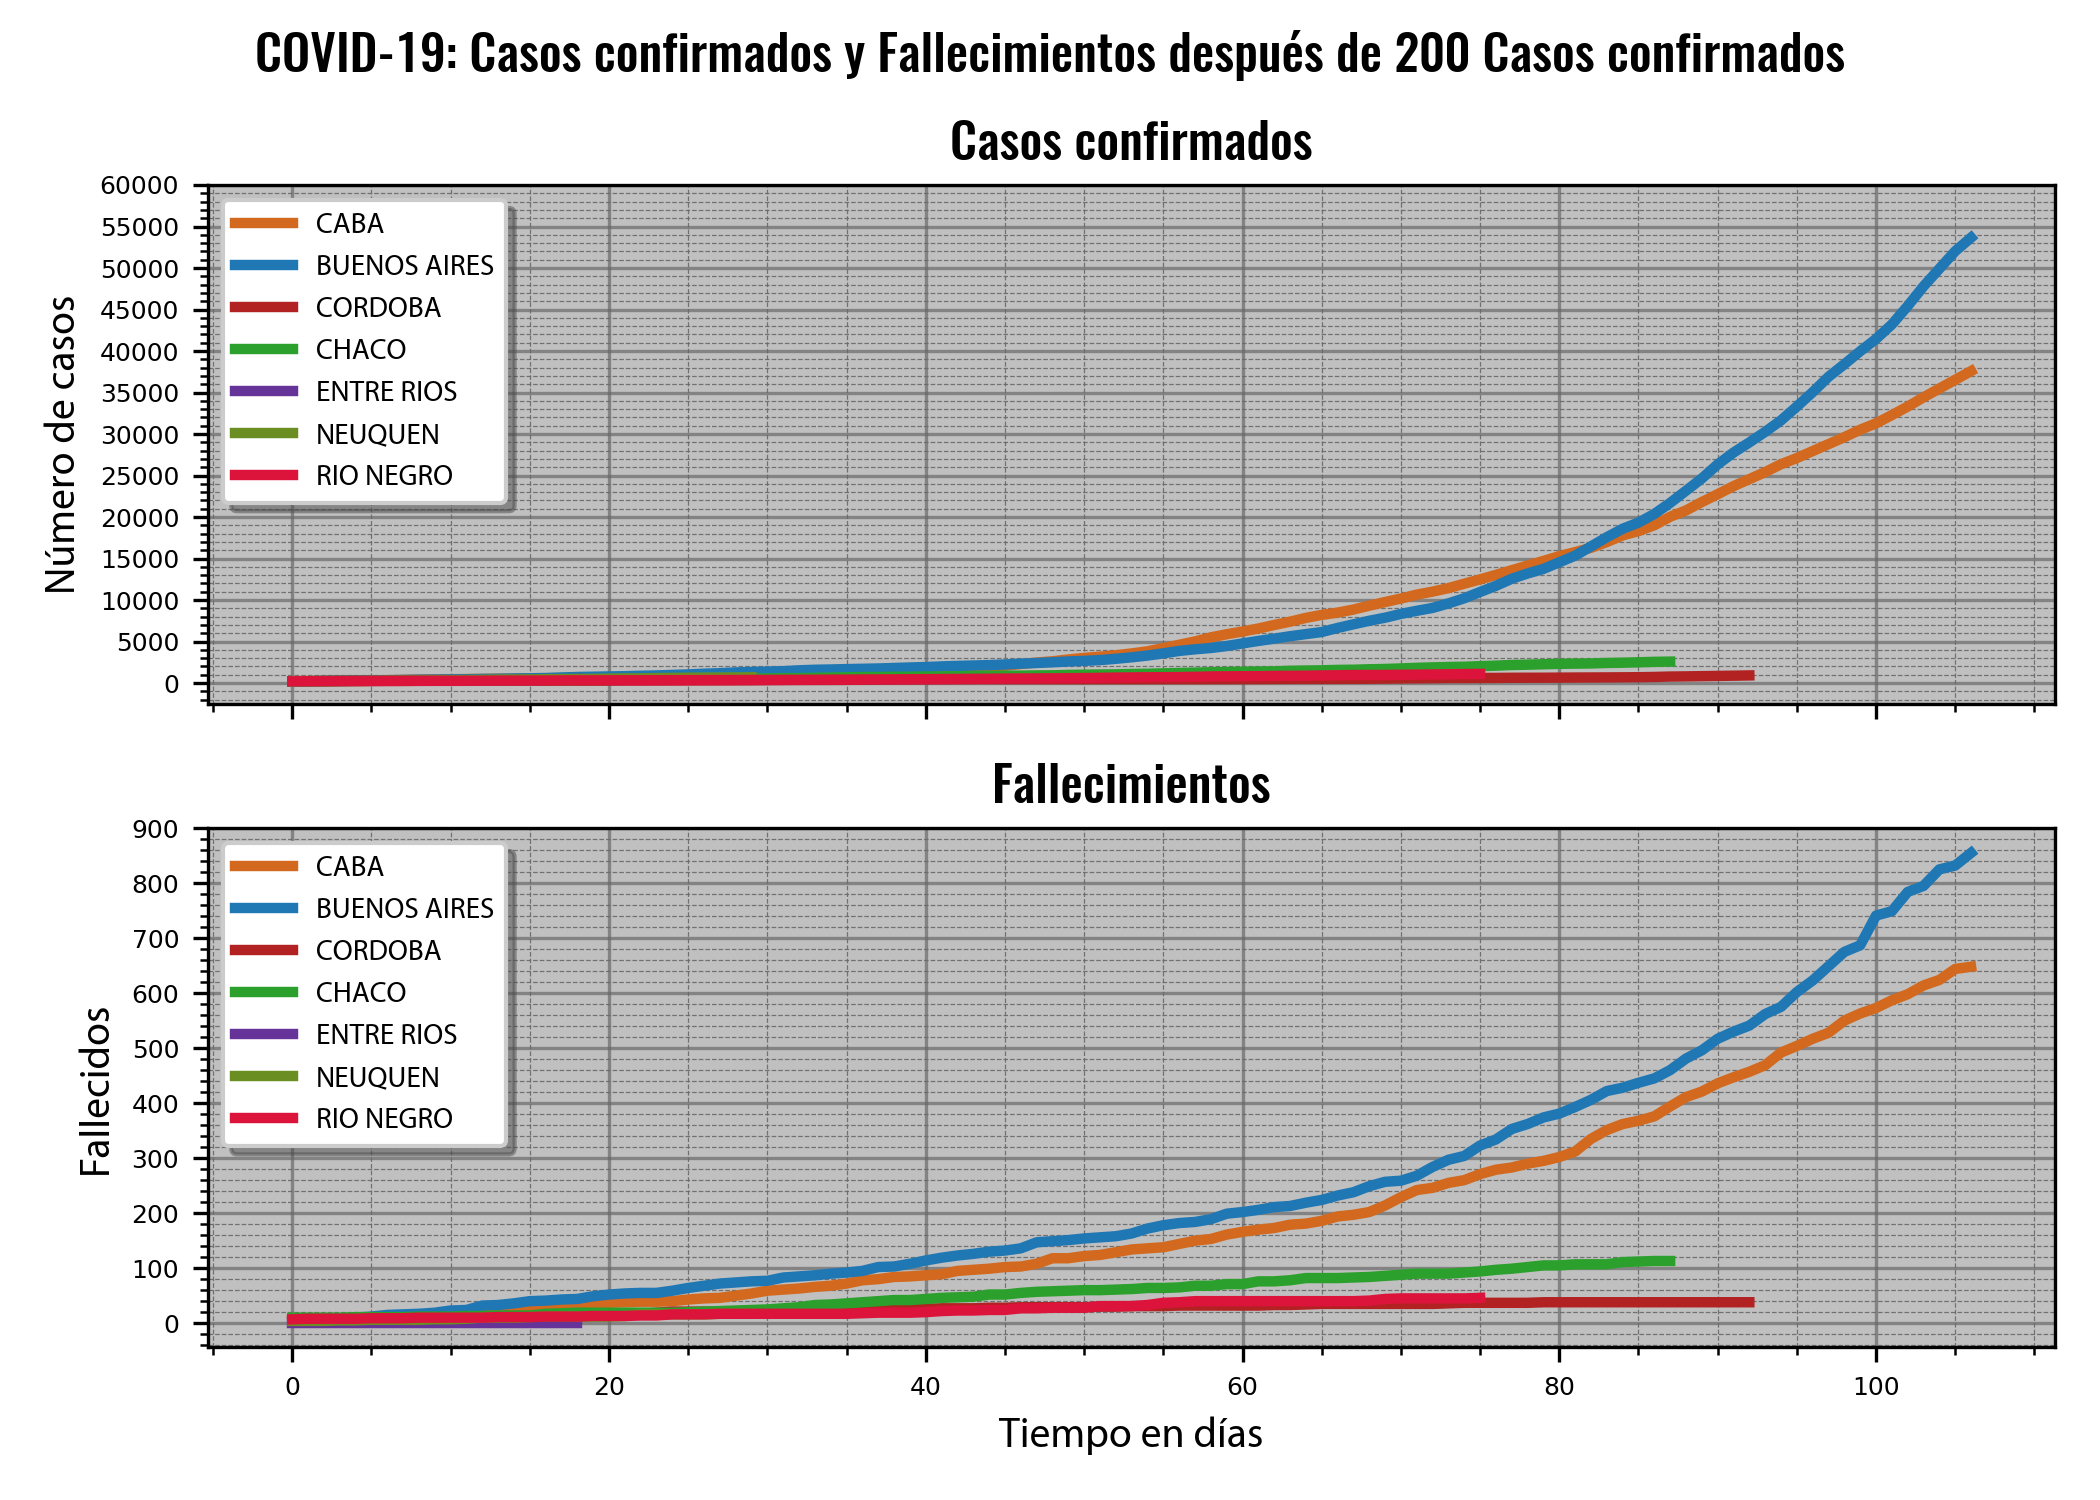 COVID-19: Casos confirmados y Fallecimientos después de 200 Casos confirmados
Casos confirmados
60000
55000
50000
45000
40000
35000
30000
25000
20000
15000
10000
5000
0
Número de casos
CABA
BUENOS AIRES
CORDOBA
CHACO
ENTRE RIOS
NEUQUEN
RIO NEGRO
Fallecimientos
900
800
700
600
500
400
300
200
100
0
Fallecidos
CABA
BUENOS AIRES
CORDOBA
CHACO
ENTRE RIOS
NEUQUEN
RIO NEGRO
0 20 40 60 80 100
Tiempo en días